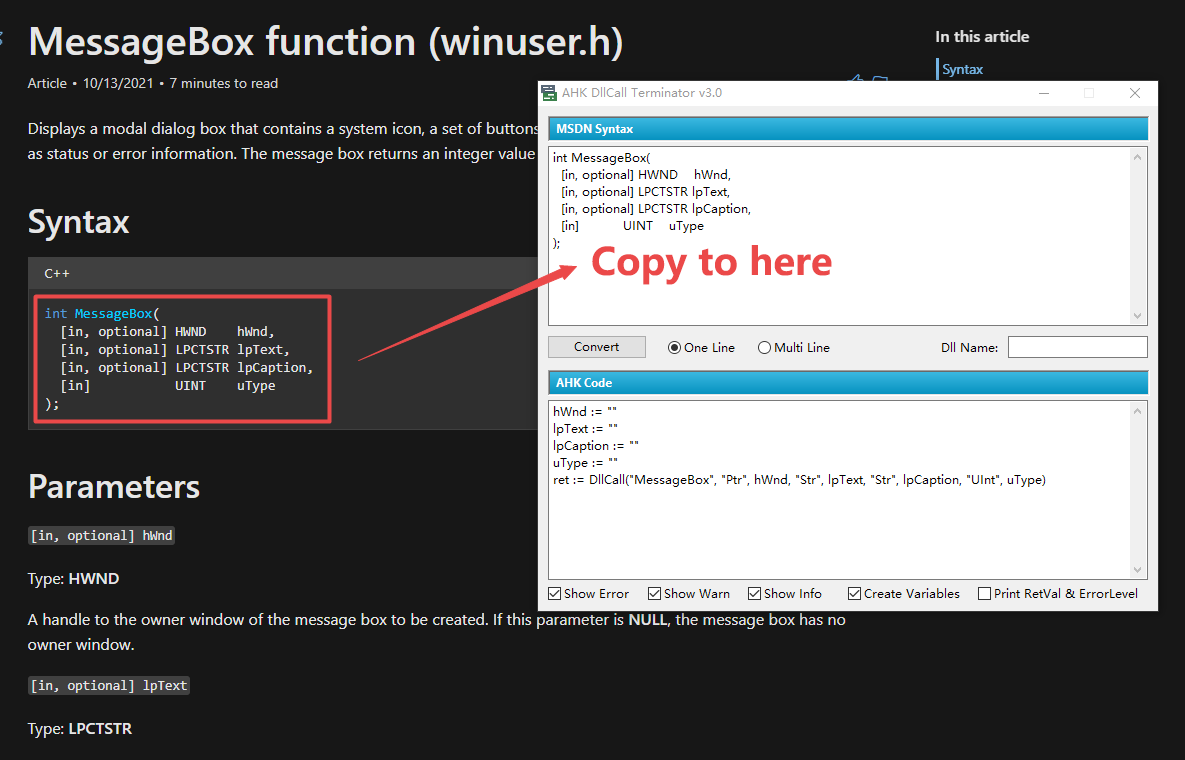 MessageBox function (winuser.h)
Article • 10/13/2021 • 7 minutes to read
Displays a modal dialog box that contains a system icon, a set of buttons
as status or error information. The message box returns an integer value
Syntax
C++
int MessageBox(
  [in, optional] HWND    hWnd,
  [in, optional] LPCTSTR lpText,
  [in, optional] LPCTSTR lpCaption,
  [in]           UINT    uType
);
Parameters
[in, optional] hWnd
Type: HWND
A handle to the owner window of the message box to be created. If this parameter is NULL, the message box has no
owner window.
[in, optional] lpText
Type: LPCTSTR
In this article
Syntax
AHK DllCall Terminator v3.0
MSDN Syntax
int MessageBox(
  [in, optional] HWND    hWnd,
  [in, optional] LPCTSTR lpText,
  [in, optional] LPCTSTR lpCaption,
  [in]           UINT    uType
);
Copy to here
Convert One Line Multi Line Dll Name:
AHK Code
hWnd := ""
lpText := ""
lpCaption := ""
uType := ""
ret := DllCall("MessageBox", "Ptr", hWnd, "Str", lpText, "Str", lpCaption, "UInt", uType)
Show Error Show Warn Show Info Create Variables Print RetVal & ErrorLevel